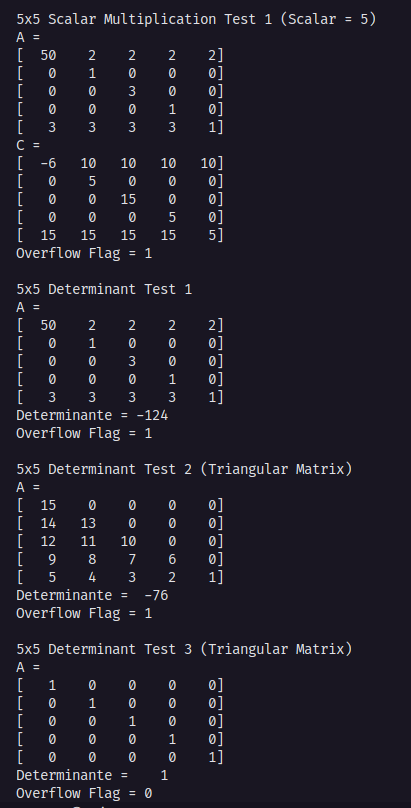 5x5 Scalar Multiplication Test 1 (Scalar = 5)
A =
[  50    2    2    2    2]
[   0    1    0    0    0]
[   0    0    3    0    0]
[   0    0    0    1    0]
[   3    3    3    3    1]
C =
[  -6   10   10   10   10]
[   0    5    0    0    0]
[   0    0   15    0    0]
[   0    0    0    5    0]
[  15   15   15   15    5]
Overflow Flag = 1

5x5 Determinant Test 1
A =
[  50    2    2    2    2]
[   0    1    0    0    0]
[   0    0    3    0    0]
[   0    0    0    1    0]
[   3    3    3    3    1]
Determinante = -124
Overflow Flag = 1

5x5 Determinant Test 2 (Triangular Matrix)
A =
[  15    0    0    0    0]
[  14   13    0    0    0]
[  12   11   10    0    0]
[   9    8    7    6    0]
[   5    4    3    2    1]
Determinante =  -76
Overflow Flag = 1

5x5 Determinant Test 3 (Triangular Matrix)
A =
[   1    0    0    0    0]
[   0    1    0    0    0]
[   0    0    1    0    0]
[   0    0    0    1    0]
[   0    0    0    0    1]
Determinante =    1
Overflow Flag = 0